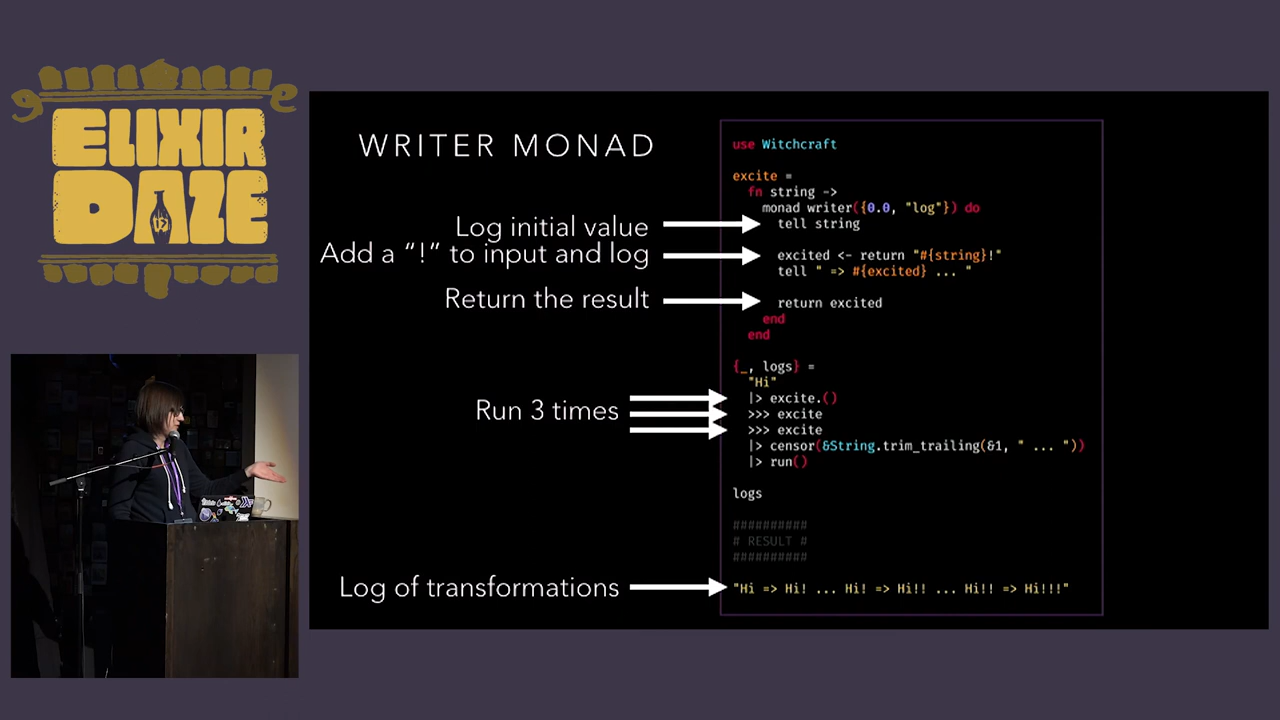 ELIXIR
DAZE
WRITER MONAD
Log initial value
Add a “!” to input and log
Return the result
Run 3 times
Log of transformations
use Witchcraft
excite =
fn string ->
monad writer({0.0, "log"}) do
tell string
excited <- return "#{string}!"
tell " => #{excited} ... "
return excited
end
end
{_, logs} =
"Hi"
|> excite.()
>>> excite
>>> excite
|> censor(&String.trim_trailing(&1, " ... "))
|> run()
logs
##########
# RESULT #
##########
"Hi => Hi! ... Hi! => Hi!! ... Hi!! => Hi!!!"